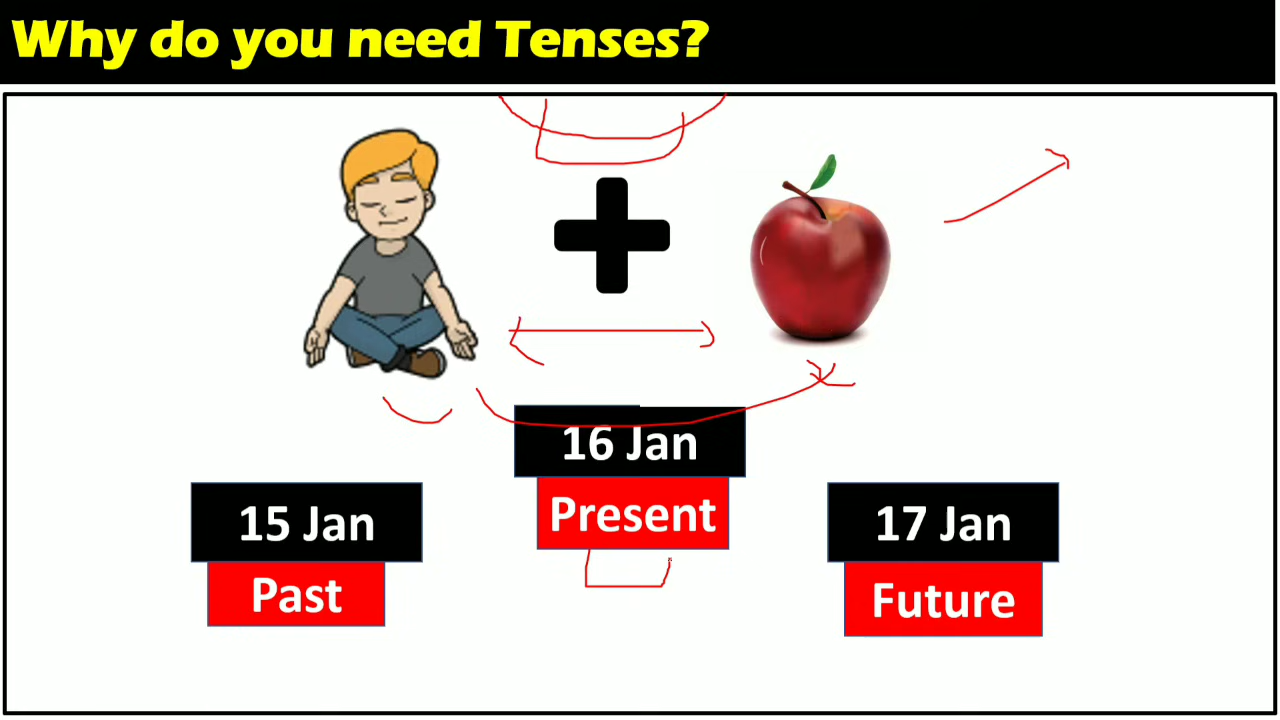 Why do you need Tenses?
16 Jan
Present
15 Jan
Past
17 Jan
Future